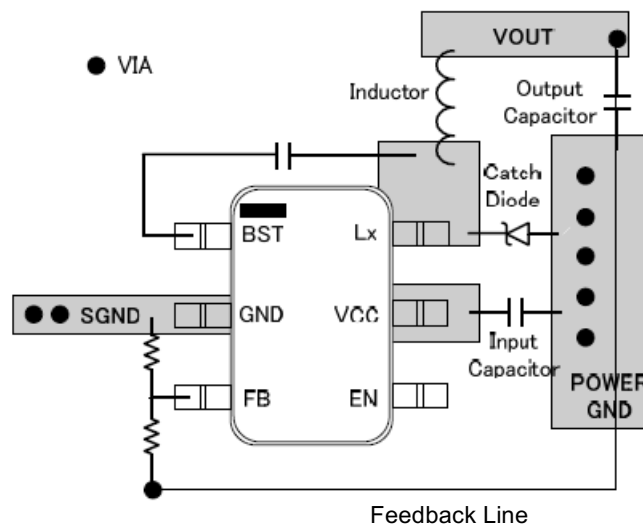 VOUT
VIA
Inductor
Output
Capacitor
Catch
Diode
BST
Lx
SGND
GND
VCC
Input
Capacitor
POWER
GND
FB
EN
Feedback Line